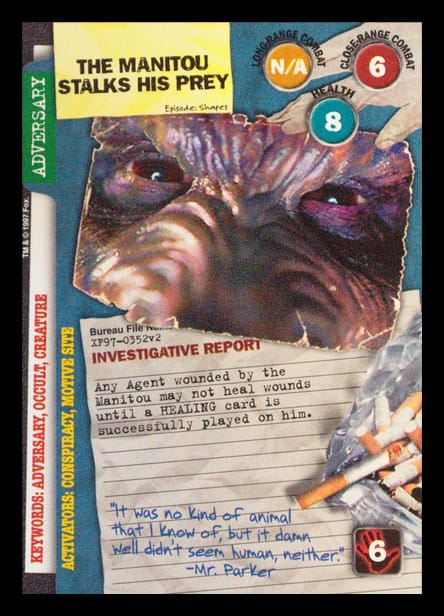 THE MANITOU
STALKS HIS PREY
Episode: Shapes
LONG-RANGE COMBAT
N/A
CLOSE-RANGE COMBAT
6
HEALTH
8
ADVERSARY
TM & © 1997 Fox.
KEYWORDS: ADVERSARY, OCCULT, CREATURE
ACTIVATORS: CONSPIRACY, MOTIVE SITE
Bureau File
XF97-0352v2
INVESTIGATIVE REPORT
Any Agent wounded by the
Manitou may not heal wounds
until a HEALING card is
successfully played on him.
"It was no kind of animal
that I know of, but it damn
well didn't seem human, neither."
-Mr. Parker
6